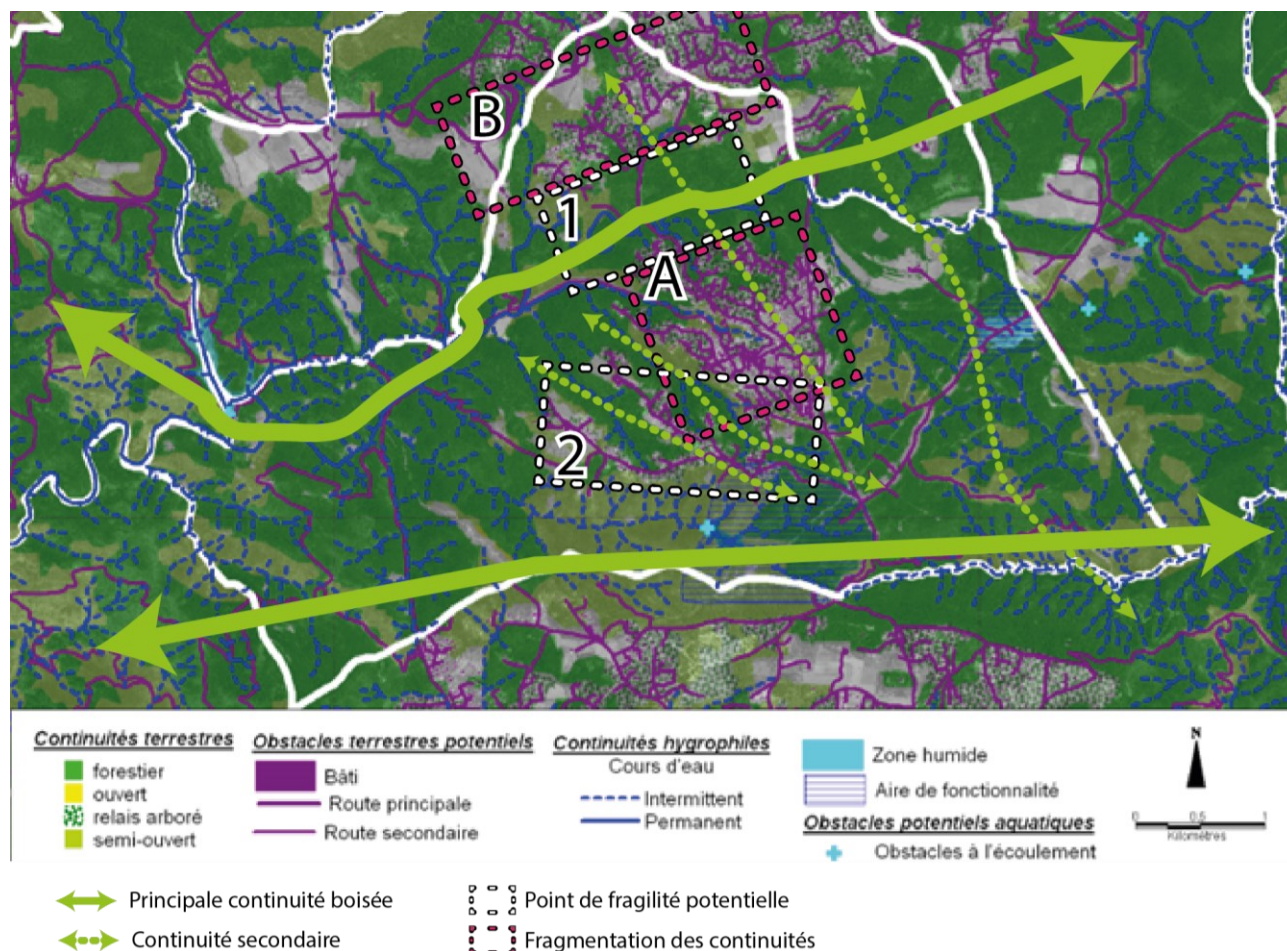 B
1
A
2
Continuités terrestres
forestier
ouvert
relais arboré
semi-ouvert
Obstacles terrestres potentiels
Bâti
Route principale
Route secondaire
Continuités hygrophiles
Cours d'eau
Intermittent
Permanent
Zone humide
Aire de fonctionnalité
Obstacles potentiels aquatiques
Obstacles à l'écoulement
N
0 0,5 1
Kilomètres
Principale continuité boisée
Continuité secondaire
Point de fragilité potentielle
Fragmentation des continuités